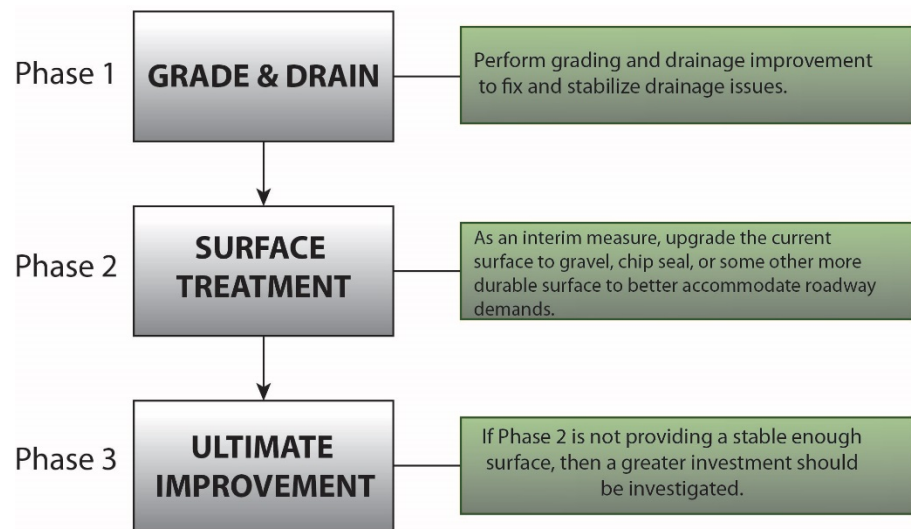 Phase 1
GRADE & DRAIN
Perform grading and drainage improvement
to fix and stabilize drainage issues.
Phase 2
SURFACE
TREATMENT
As an interim measure, upgrade the current
surface to gravel, chip seal, or some other more
durable surface to better accommodate roadway
demands.
Phase 3
ULTIMATE
IMPROVEMENT
If Phase 2 is not providing a stable enough
surface, then a greater investment should
be investigated.